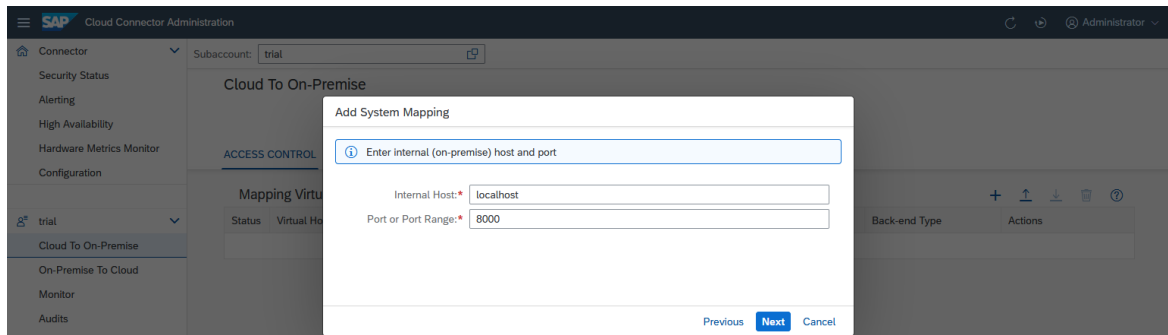 SAP Cloud Connector Administration Administrator
Connector
Security Status
Alerting
High Availability
Hardware Metrics Monitor
Configuration
trial
Cloud To On-Premise
On-Premise To Cloud
Monitor
Audits
Subaccount: trial
Cloud To On-Premise
ACCESS CONTROL
Mapping Virtu
Status Virtual Ho Back-end Type Actions
Add System Mapping
Enter internal (on-premise) host and port
Internal Host:* localhost
Port or Port Range:* 8000
Previous Next Cancel